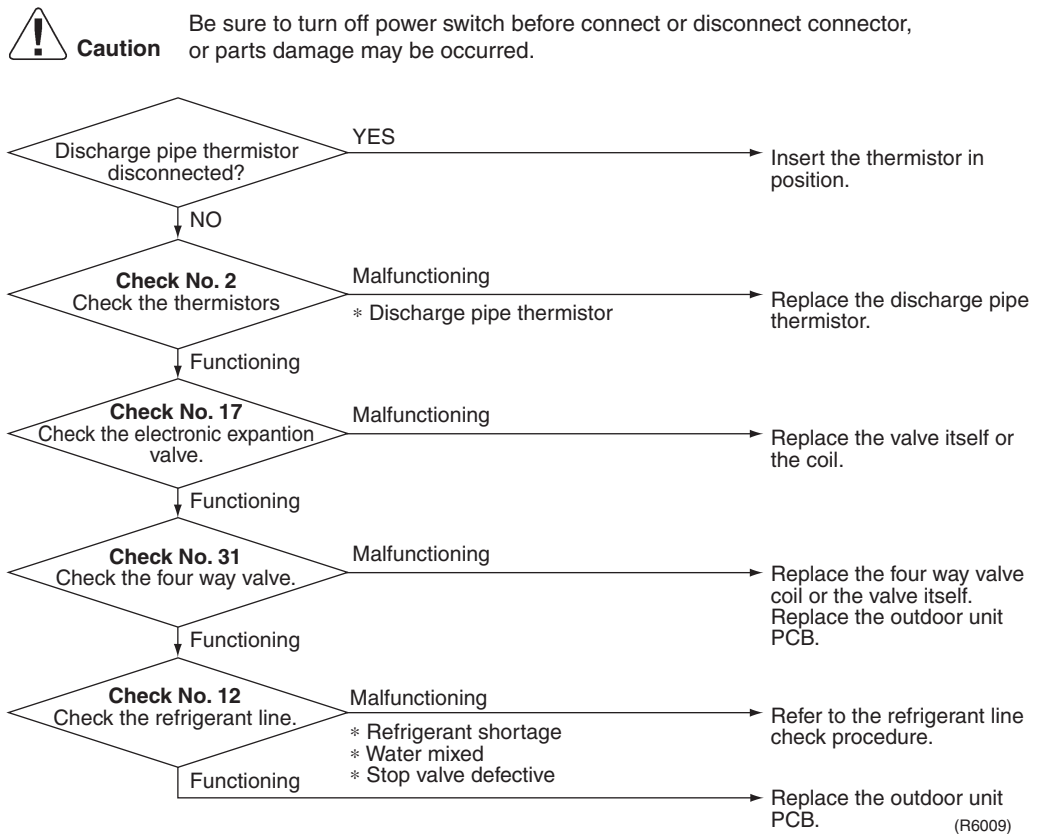 Caution
Be sure to turn off power switch before connect or disconnect connector,
or parts damage may be occurred.
Discharge pipe thermistor
disconnected?
YES
Insert the thermistor in
position.
NO
Check No. 2
Check the thermistors
Malfunctioning
* Discharge pipe thermistor
Replace the discharge pipe
thermistor.
Functioning
Check No. 17
Check the electronic expantion
valve.
Malfunctioning
Replace the valve itself or
the coil.
Functioning
Check No. 31
Check the four way valve.
Malfunctioning
Replace the four way valve
coil or the valve itself.
Replace the outdoor unit
PCB.
Functioning
Check No. 12
Check the refrigerant line.
Malfunctioning
* Refrigerant shortage
* Water mixed
* Stop valve defective
Refer to the refrigerant line
check procedure.
Functioning
Replace the outdoor unit
PCB.
(R6009)